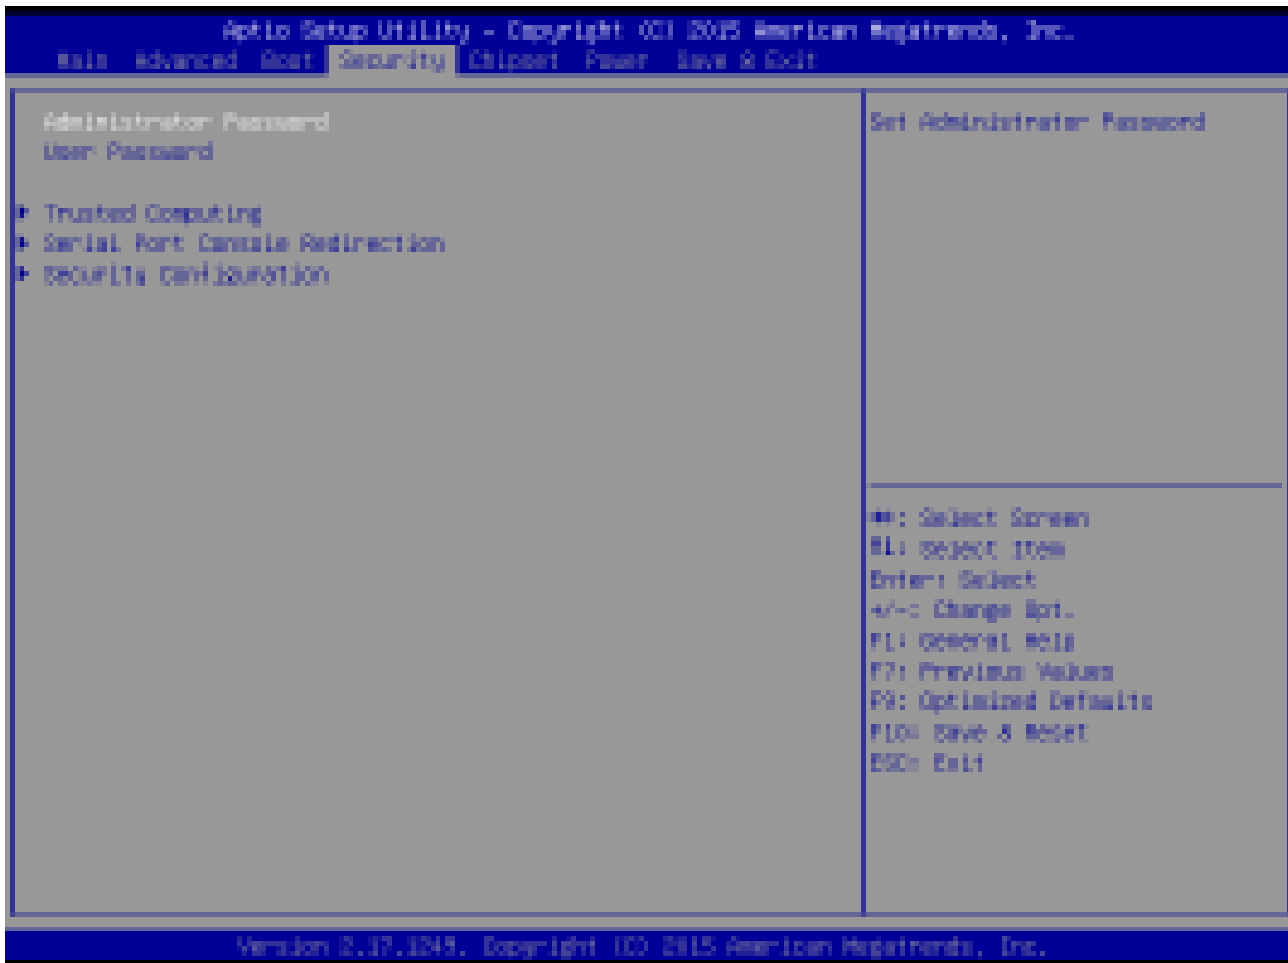 Aptio Setup Utility - Copyright (C) 2015 American Megatrends, Inc.
Main Advanced Boot Security Chipset Power Save & Exit
Administrator Password
User Password
Trusted Computing
Serial Port Console Redirection
Security Configuration
Set Administrator Password
→←: Select Screen
↑↓: Select Item
Enter: Select
+/-: Change Opt.
F1: General Help
F7: Previous Values
F9: Optimized Defaults
F10: Save & Reset
ESC: Exit
Version Copyright (C) 2015 American Megatrends, Inc.